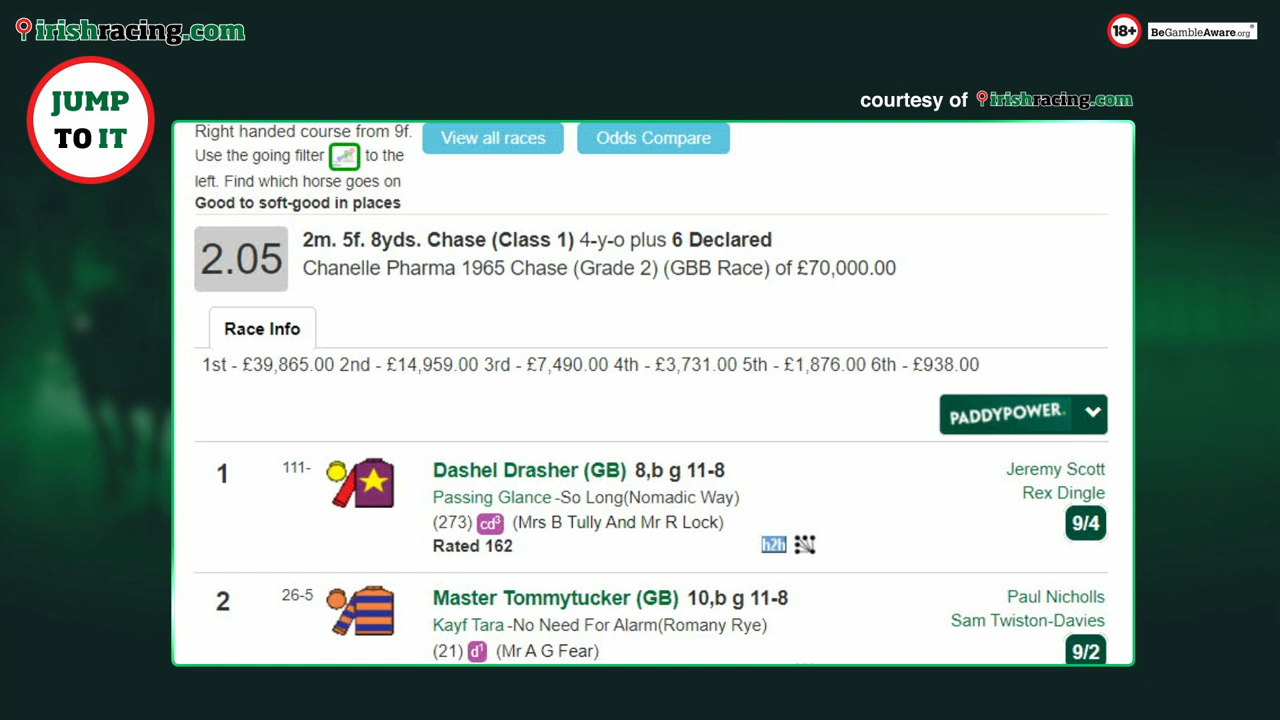 irishracing.com
18+ BeGambleAware.org®
JUMP
TO IT
courtesy of irishracing.com
Right handed course from 9f.
Use the going filter to the
left. Find which horse goes on
Good to soft-good in places
View all races
Odds Compare
2.05
2m. 5f. 8yds. Chase (Class 1) 4-y-o plus 6 Declared
Chanelle Pharma 1965 Chase (Grade 2) (GBB Race) of £70,000.00
Race Info
1st - £39,865.00 2nd - £14,959.00 3rd - £7,490.00 4th - £3,731.00 5th - £1,876.00 6th - £938.00
PADDYPOWER.
1 111- Dashel Drasher (GB) 8,b g 11-8 Jeremy Scott
Passing Glance -So Long(Nomadic Way) Rex Dingle
(273) cd³ (Mrs B Tully And Mr R Lock) 9/4
Rated 162 h2h
2 26-5 Master Tommytucker (GB) 10,b g 11-8 Paul Nicholls
Kayf Tara -No Need For Alarm(Romany Rye) Sam Twiston-Davies
(21) d¹ (Mr A G Fear) 9/2